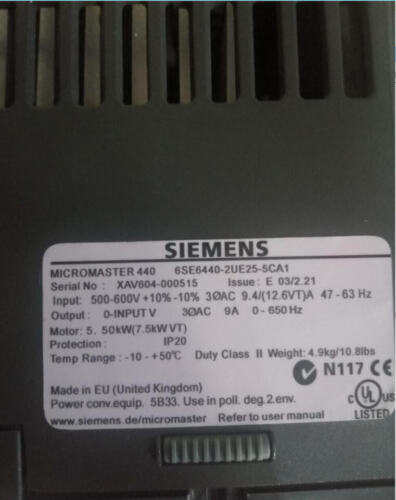 SIEMENS
MICROMASTER 440 6SE6440-2UE25-5CA1
Serial No : XAV604-000515 Issue : E 03/2.21
Input: 500-600V +10% -10% 3ØAC 9.4/(12.6VT)A 47 - 63 Hz
Output : 0-INPUT V 3ØAC 9A 0 - 650 Hz
Motor: 5. 50kW(7.5kW VT)
Protection : IP20
Temp Range : -10 - +50°C Duty Class II Weight: 4.9kg/10.8lbs
N117 CE
Made in EU (United Kingdom)
Power conv.equip. 5B33. Use in poll. deg.2.env.
C UL US
LISTED
www.siemens.de/micromaster Refer to user manual